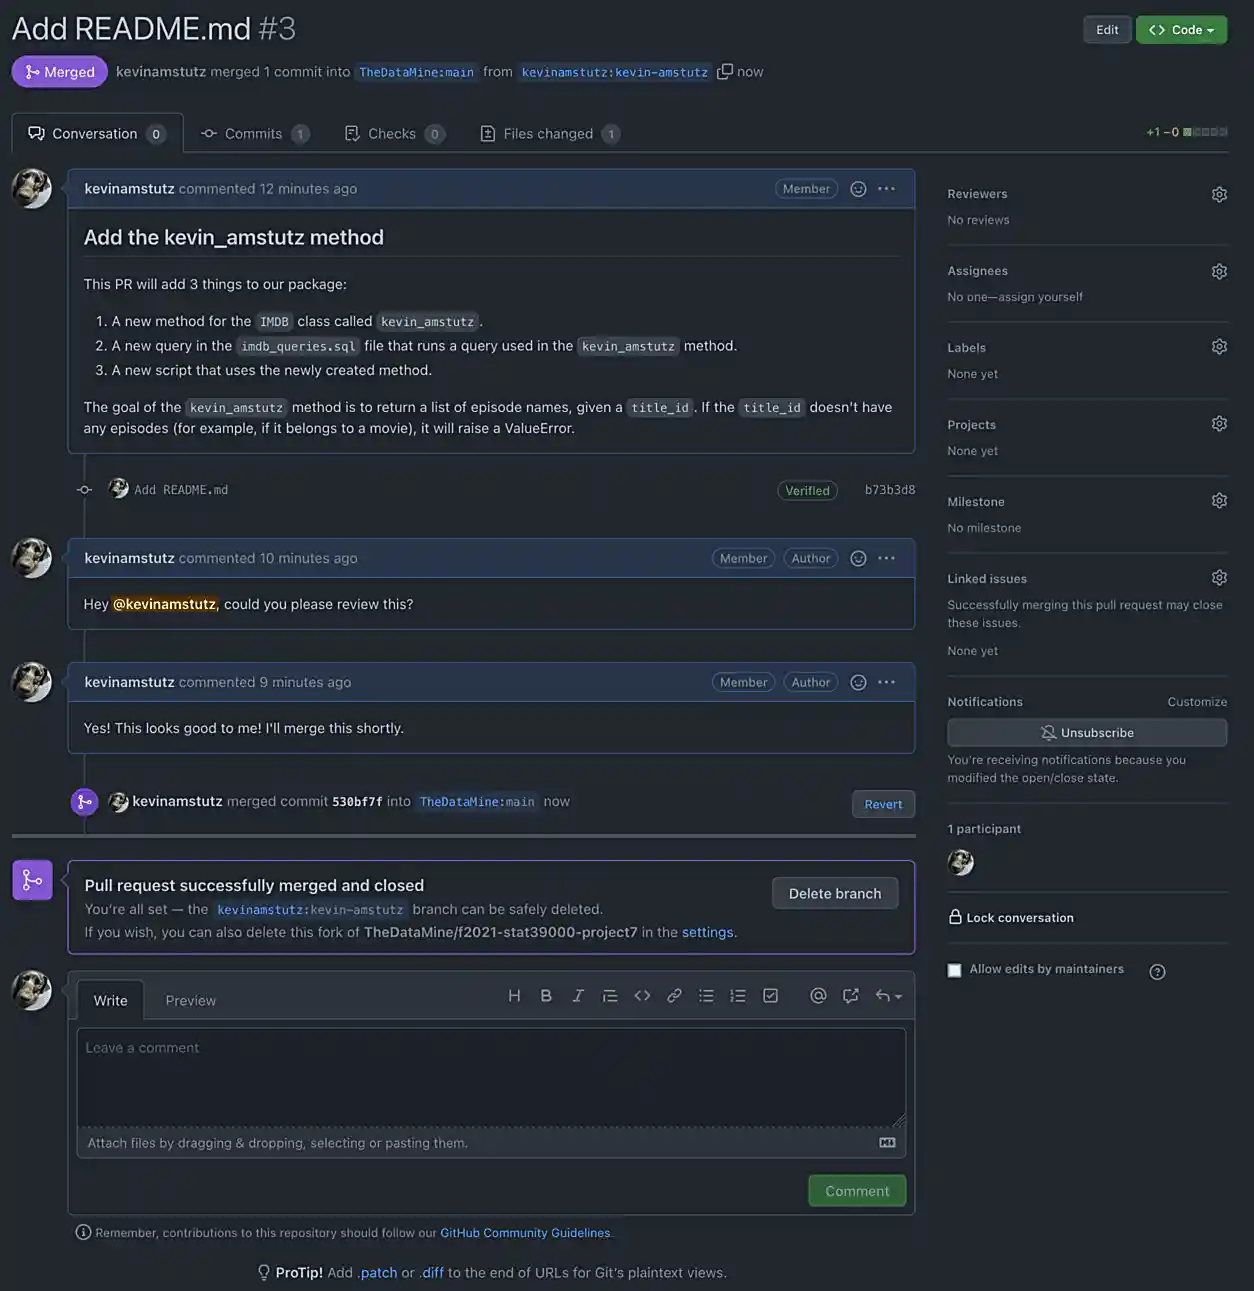 Add README.md #3
Edit
<> Code
Merged
kevinamstutz merged 1 commit into TheDataMine:main from kevinamstutz:kevin-amstutz now
Conversation 0
Commits 1
Checks 0
Files changed 1
+1 −0
kevinamstutz commented 12 minutes ago
Member
Add the kevin_amstutz method
This PR will add 3 things to our package:
1. A new method for the IMDB class called kevin_amstutz.
2. A new query in the imdb_queries.sql file that runs a query used in the kevin_amstutz method.
3. A new script that uses the newly created method.
The goal of the kevin_amstutz method is to return a list of episode names, given a title_id. If the title_id doesn't have
any episodes (for example, if it belongs to a movie), it will raise a ValueError.
Add README.md
Verified
b73b3d8
kevinamstutz commented 10 minutes ago
Member
Author
Hey @kevinamstutz, could you please review this?
kevinamstutz commented 9 minutes ago
Member
Author
Yes! This looks good to me! I'll merge this shortly.
kevinamstutz merged commit 530bf7f into TheDataMine:main now
Revert
Pull request successfully merged and closed
You're all set — the kevinamstutz:kevin-amstutz branch can be safely deleted.
If you wish, you can also delete this fork of TheDataMine/f2021-stat39000-project7 in the settings.
Delete branch
Write
Preview
H B I
Leave a comment
Attach files by dragging & dropping, selecting or pasting them.
Comment
Remember, contributions to this repository should follow our GitHub Community Guidelines.
ProTip! Add .patch or .diff to the end of URLs for Git's plaintext views.
Reviewers
No reviews
Assignees
No one—assign yourself
Labels
None yet
Projects
None yet
Milestone
No milestone
Linked issues
Successfully merging this pull request may close
these issues.
None yet
Notifications
Customize
Unsubscribe
You're receiving notifications because you
modified the open/close state.
1 participant
Lock conversation
Allow edits by maintainers